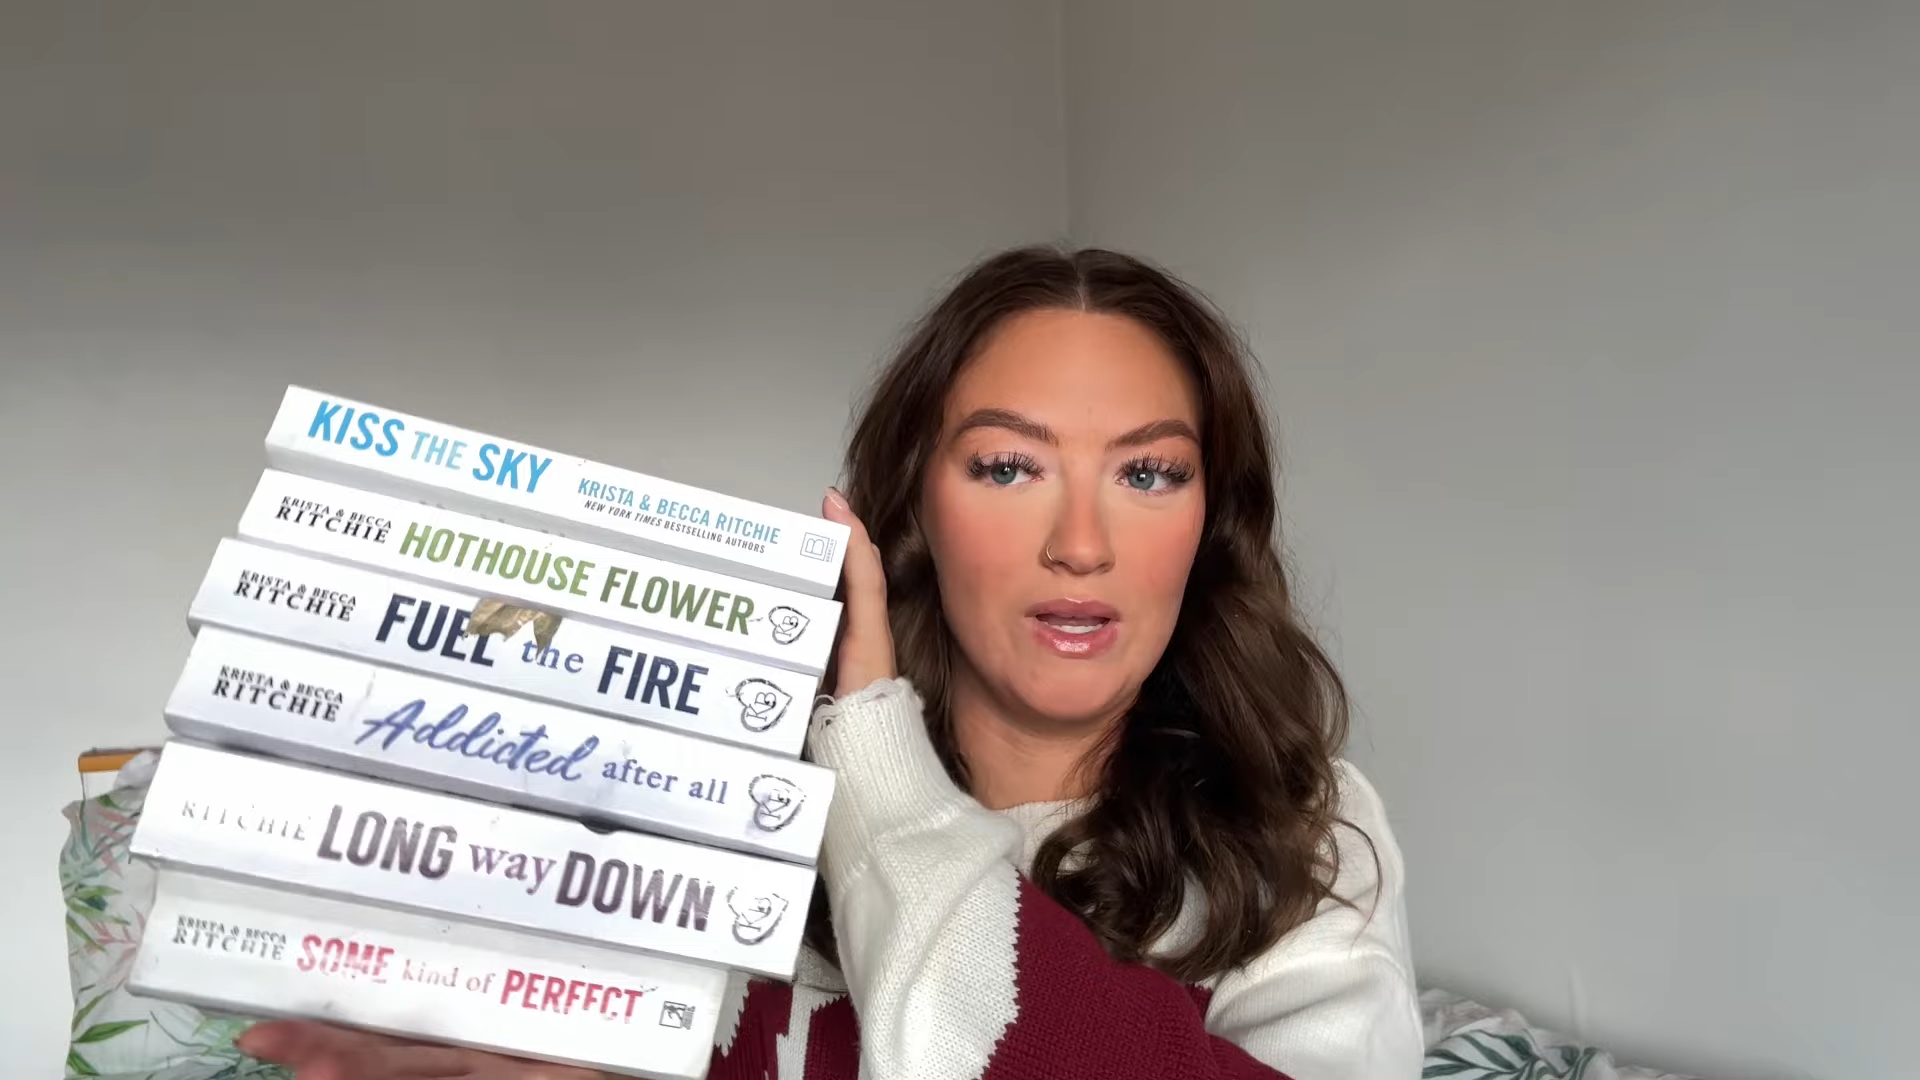 KISS THE SKY
KRISTA & BECCA RITCHIE
NEW YORK TIMES BESTSELLING AUTHORS
KRISTA & BECCA
RITCHIE
HOTHOUSE FLOWER
KRISTA & BECCA
RITCHIE
FUEL the FIRE
KRISTA & BECCA
RITCHIE
Addicted after all
RITCHIE
LONG way DOWN
KRISTA & BECCA
RITCHIE
SOME kind of PERFECT